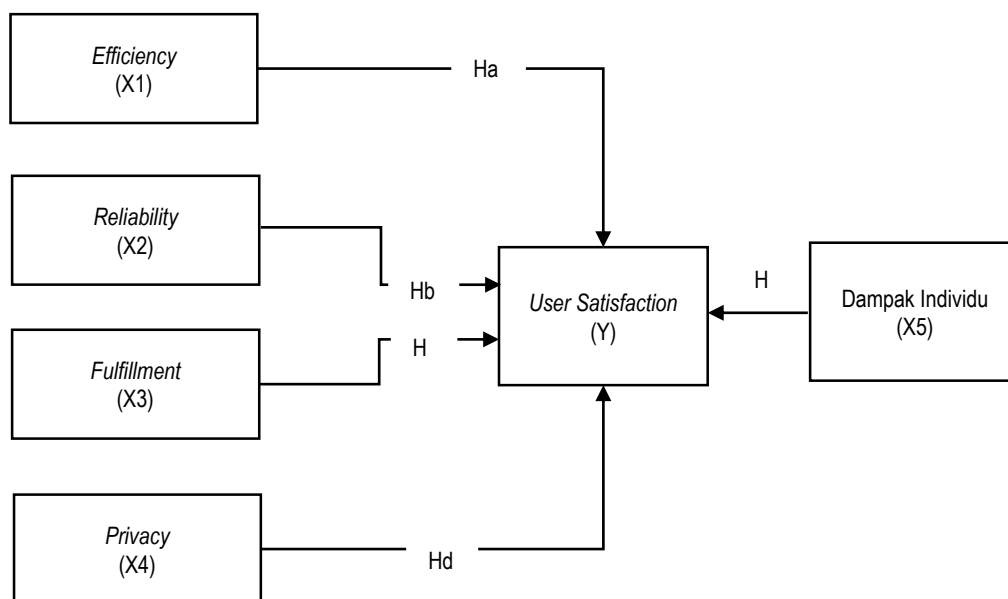 Efficiency
(X1)
Ha
Reliability
(X2)
Hb
Fulfillment
(X3)
H
Privacy
(X4)
Hd
User Satisfaction
(Y)
H
Dampak Individu
(X5)